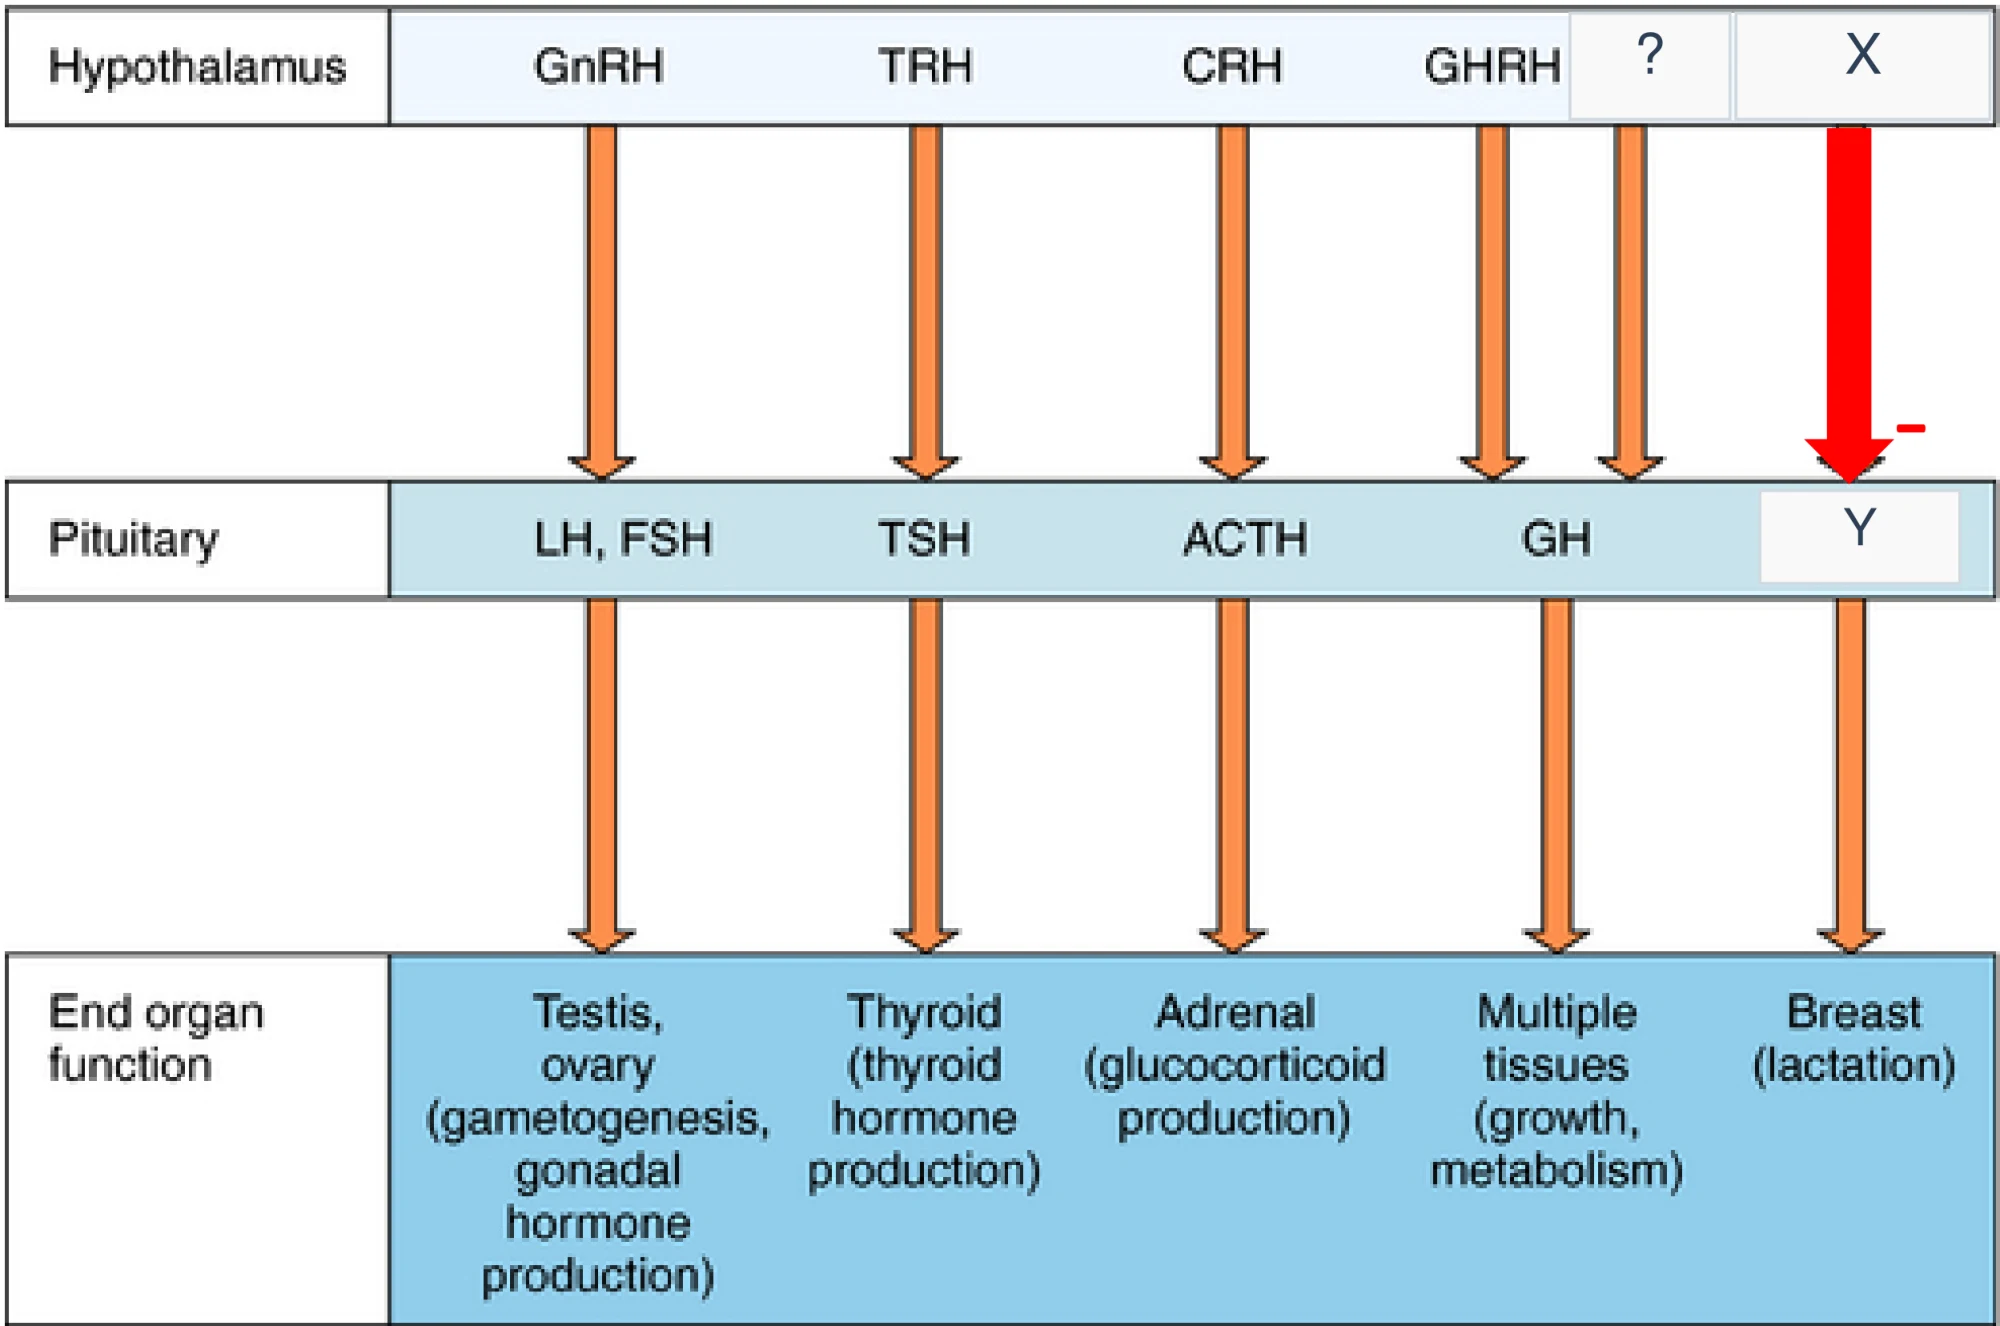 Hypothalamus GnRH TRH CRH GHRH ? X
-
Pituitary LH, FSH TSH ACTH GH Y
End organ
function
Testis,
ovary
(gametogenesis,
gonadal
hormone
production)
Thyroid
(thyroid
hormone
production)
Adrenal
(glucocorticoid
production)
Multiple
tissues
(growth,
metabolism)
Breast
(lactation)